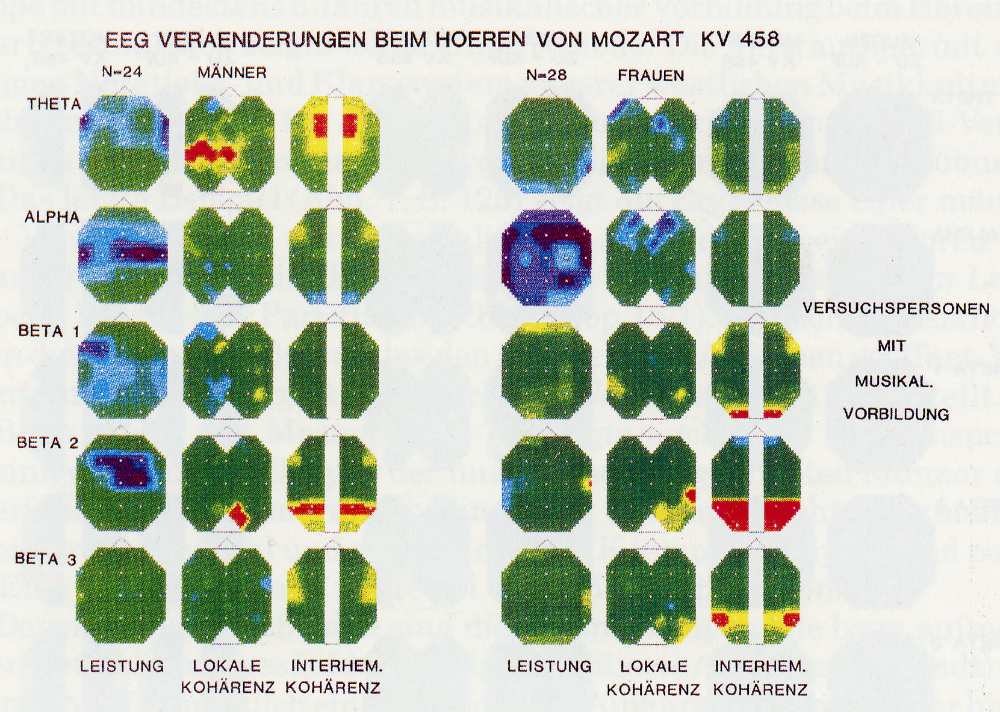 EEG VERAENDERUNGEN BEIM HOEREN VON MOZART KV 458
N=24 MÄNNER
N=28 FRAUEN
THETA
ALPHA
BETA 1
BETA 2
BETA 3
LEISTUNG
LOKALE KOHÄRENZ
INTERHEM. KOHÄRENZ
LEISTUNG
LOKALE KOHÄRENZ
INTERHEM. KOHÄRENZ
VERSUCHSPERSONEN
MIT
MUSIKAL.
VORBILDUNG